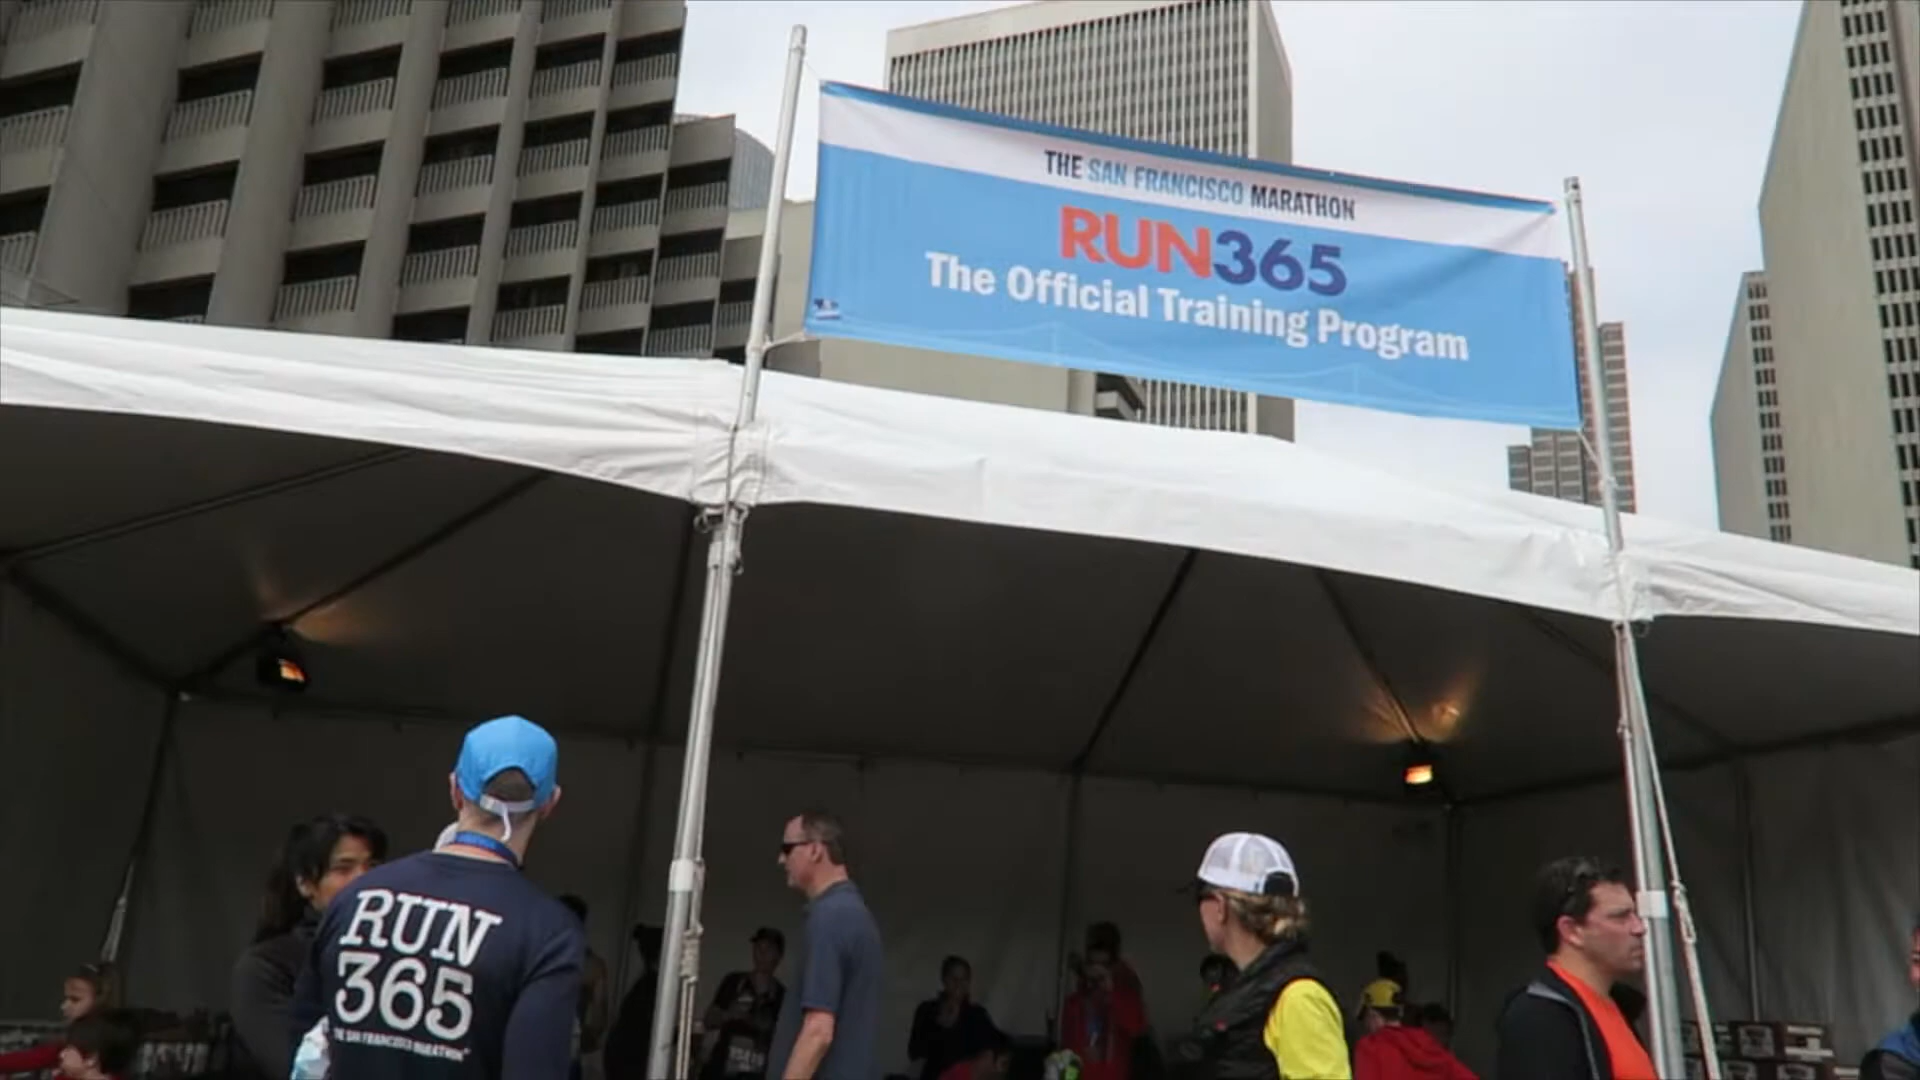 THE SAN FRANCISCO MARATHON
RUN365
The Official Training Program
RUN
365
THE SAN FRANCISCO MARATHON